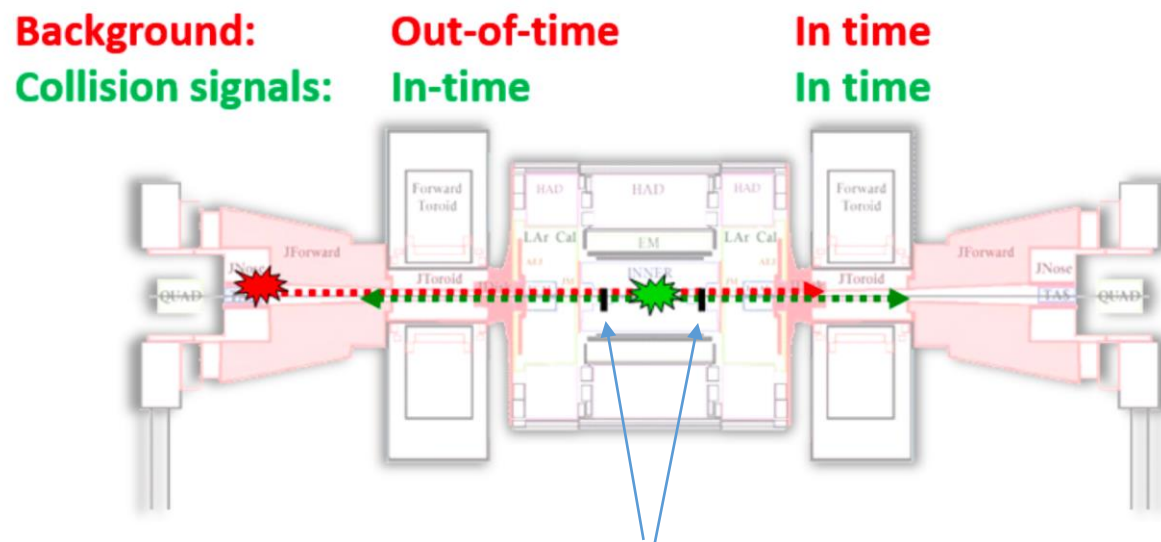 Background: Out-of-time In time
Collision signals: In-time In time
Forward Toroid
HAD
HAD
HAD
Forward Toroid
JForward
LAr Cal
EM
LAr Cal
JForward
JNose
JToroid
INNER
JToroid
JNose
QUAD
TAS
QUAD